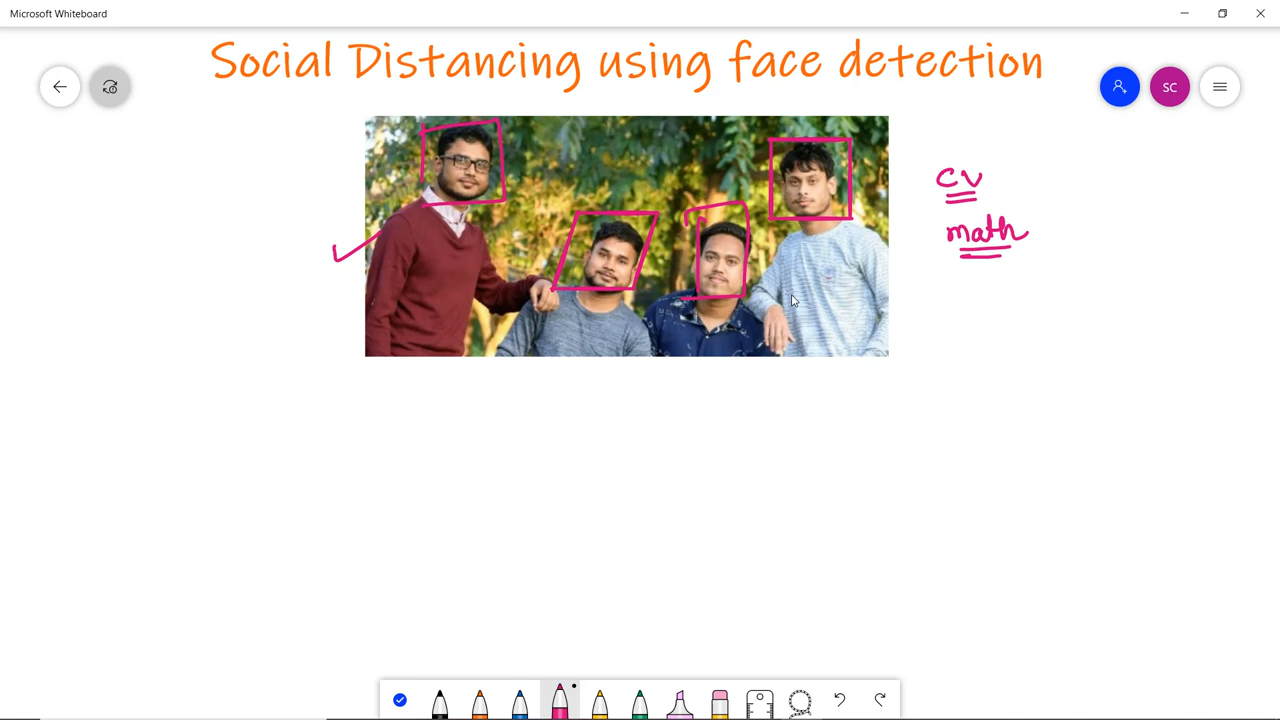 Microsoft Whiteboard
Social Distancing using face detection
SC
CV
math